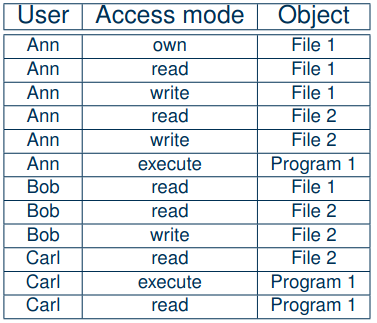 User Access mode Object
Ann own File 1
Ann read File 1
Ann write File 1
Ann read File 2
Ann write File 2
Ann execute Program 1
Bob read File 1
Bob read File 2
Bob write File 2
Carl read File 2
Carl execute Program 1
Carl read Program 1